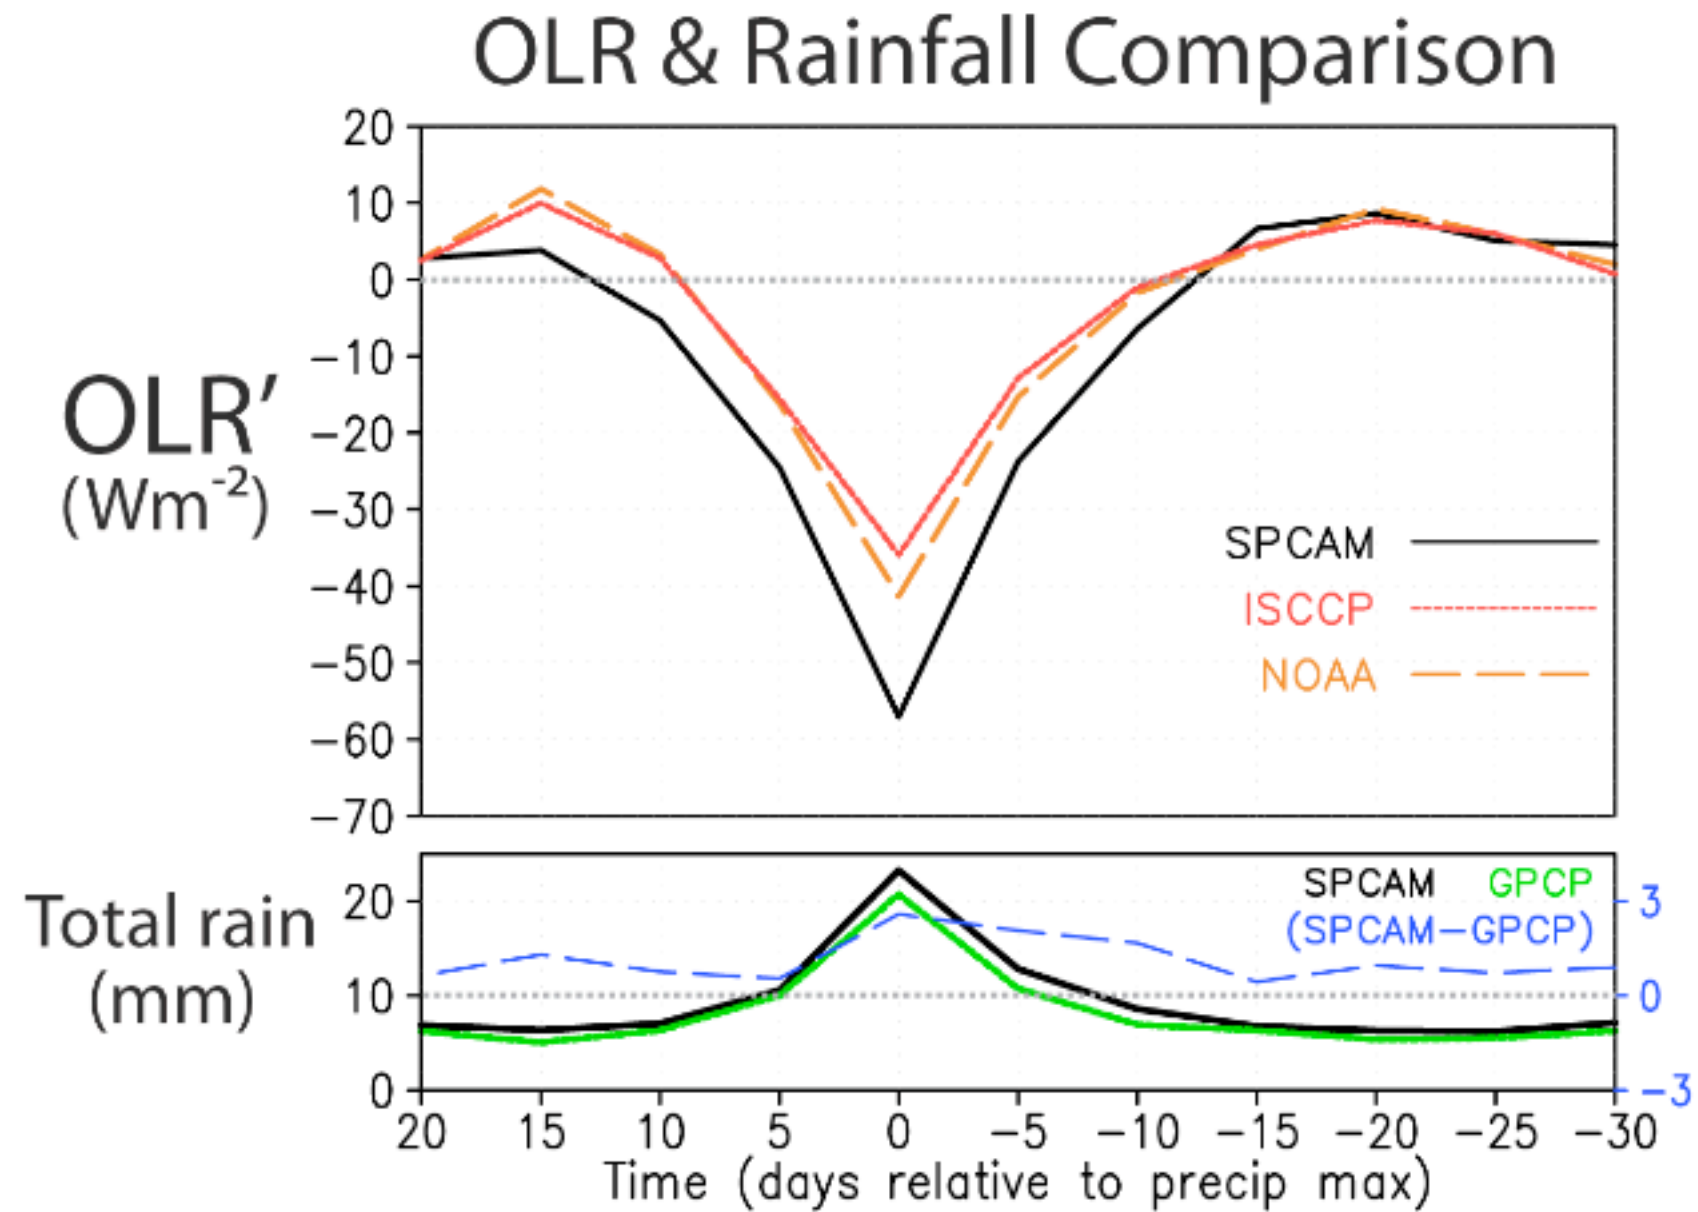 OLR & Rainfall Comparison
20
10
0
−10
−20
−30
−40
−50
−60
−70
OLR′
(Wm⁻²)
SPCAM
ISCCP
NOAA
Total rain
(mm)
20
10
0
SPCAM GPCP
(SPCAM−GPCP)
3
0
−3
20 15 10 5 0 −5 −10 −15 −20 −25 −30
Time (days relative to precip max)